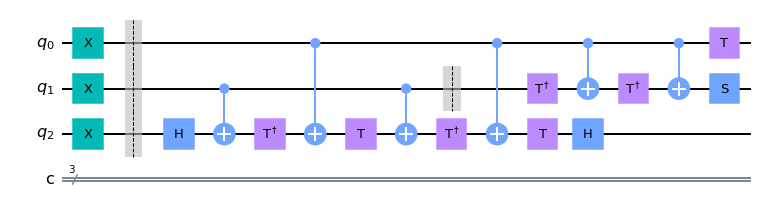 q0 X T
q1 X T† T† S
q2 X H T† T T† T H
3
c